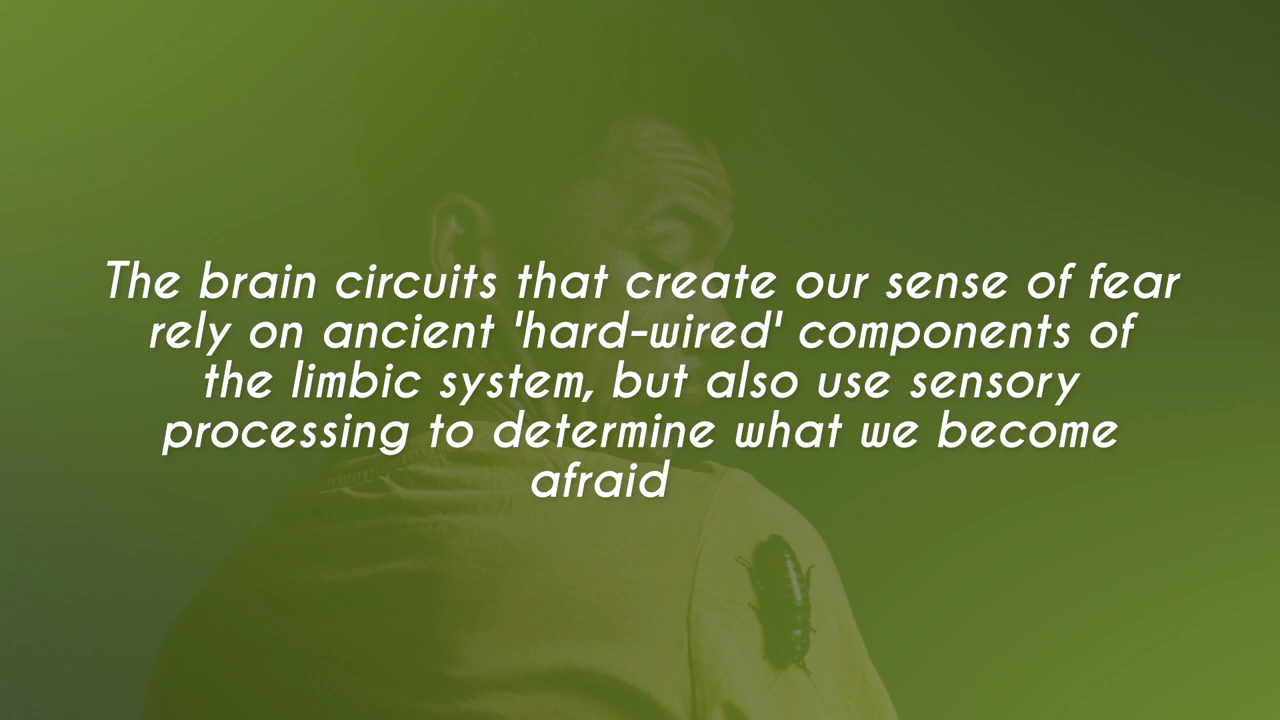 The brain circuits that create our sense of fear
rely on ancient 'hard-wired' components of
the limbic system, but also use sensory
processing to determine what we become
afraid